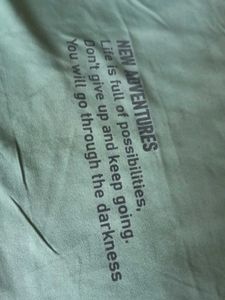 NEW ADVENTURES
Life is full of possibilities,
Don't give up and keep going.
You will go through the darkness